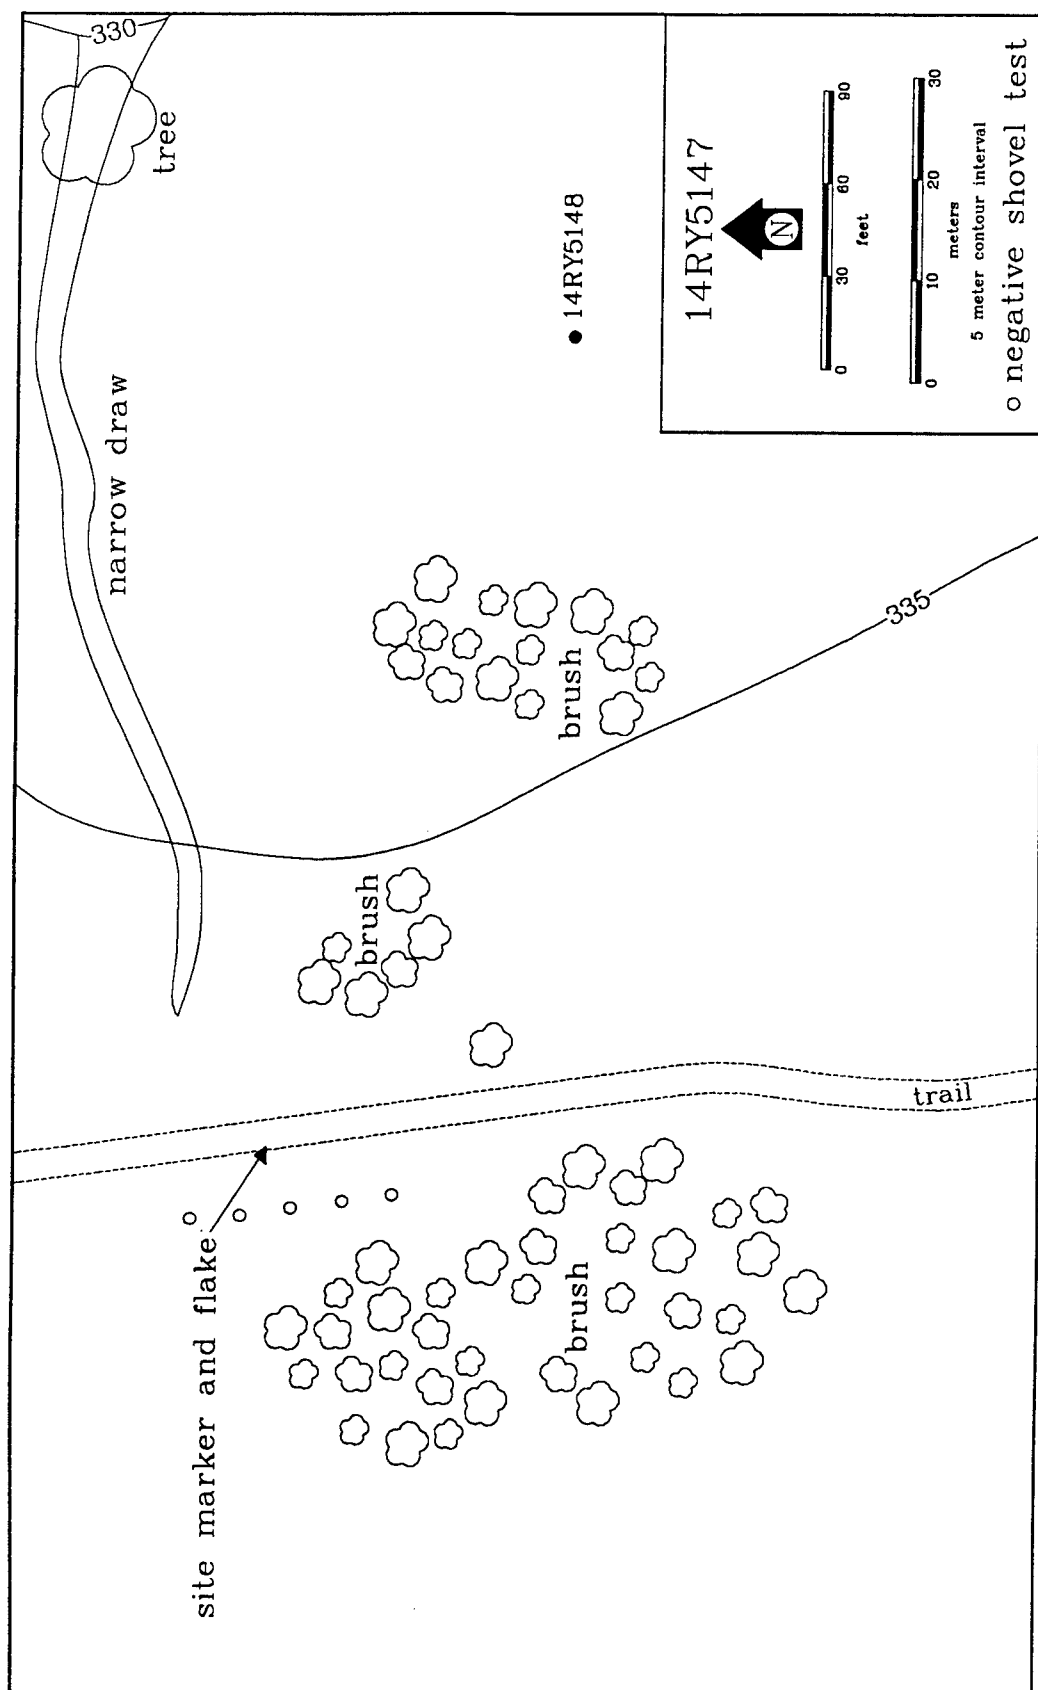 330
tree
narrow draw
14RY5148
brush
335
brush
trail
site marker and flake
brush
14RY5147
N
0 30 60 90
feet
0 10 20 30
meters
5 meter contour interval
o negative shovel test